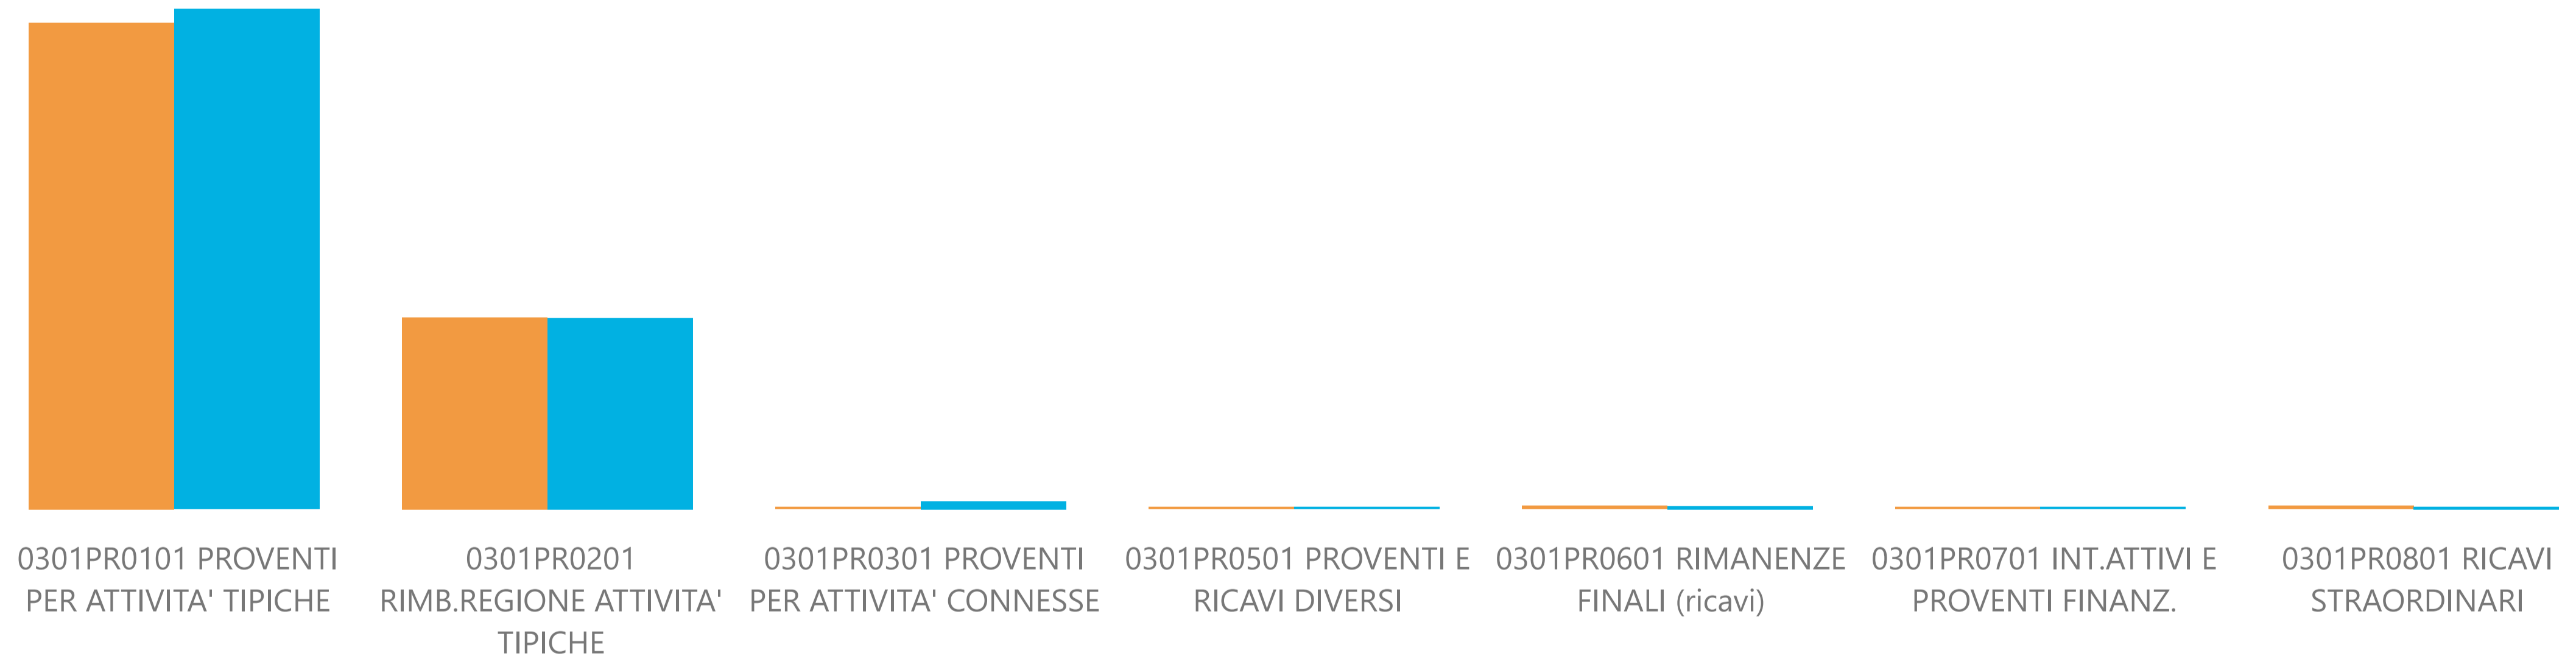 0301PR0101 PROVENTI
PER ATTIVITA' TIPICHE
0301PR0201
RIMB.REGIONE ATTIVITA'
TIPICHE
0301PR0301 PROVENTI
PER ATTIVITA' CONNESSE
0301PR0501 PROVENTI E
RICAVI DIVERSI
0301PR0601 RIMANENZE
FINALI (ricavi)
0301PR0701 INT.ATTIVI E
PROVENTI FINANZ.
0301PR0801 RICAVI
STRAORDINARI